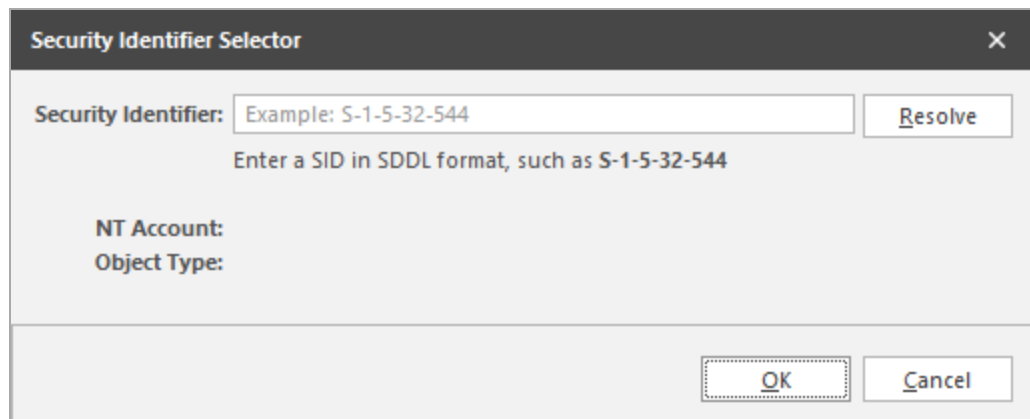 Security Identifier Selector
Security Identifier: Example: S-1-5-32-544 Resolve
Enter a SID in SDDL format, such as S-1-5-32-544
NT Account:
Object Type:
OK Cancel